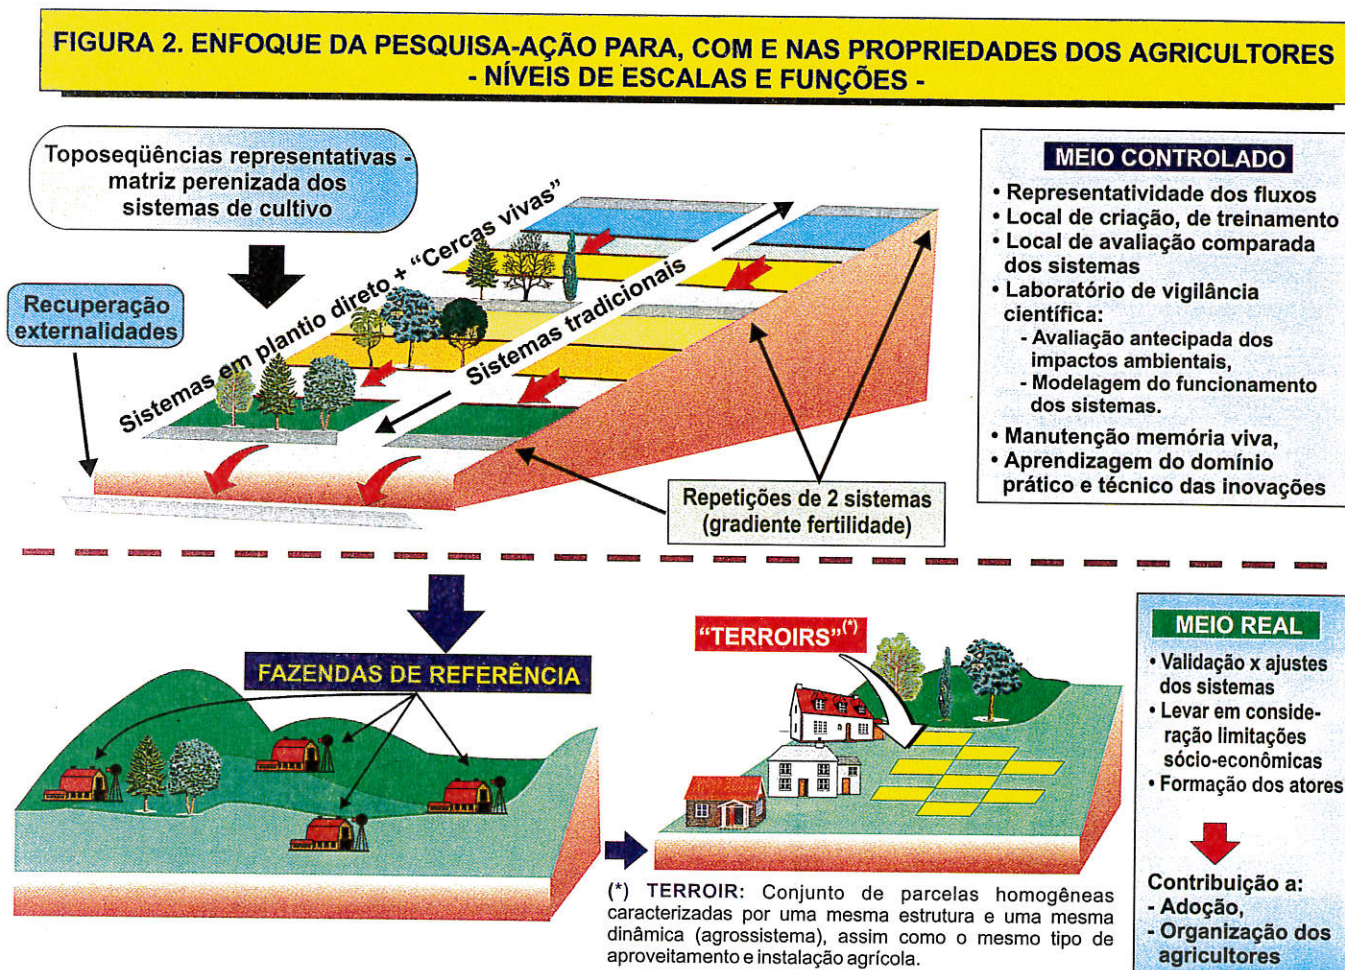 FIGURA 2. ENFOQUE DA PESQUISA-AÇÃO PARA, COM E NAS PROPRIEDADES DOS AGRICULTORES
- NÍVEIS DE ESCALAS E FUNÇÕES -
Toposeqüências representativas -
matriz perenizada dos
sistemas de cultivo
Recuperação
externalidades
Sistemas em plantio direto + “Cercas vivas”
Sistemas tradicionais
Repetições de 2 sistemas
(gradiente fertilidade)
MEIO CONTROLADO
• Representatividade dos fluxos
• Local de criação, de treinamento
• Local de avaliação comparada
dos sistemas
• Laboratório de vigilância
científica:
- Avaliação antecipada dos
impactos ambientais,
- Modelagem do funcionamento
dos sistemas.
• Manutenção memória viva,
• Aprendizagem do domínio
prático e técnico das inovações
FAZENDAS DE REFERÊNCIA
“TERROIRS”(*)
(*) TERROIR: Conjunto de parcelas homogêneas
caracterizadas por uma mesma estrutura e uma mesma
dinâmica (agrossistema), assim como o mesmo tipo de
aproveitamento e instalação agrícola.
MEIO REAL
• Validação x ajustes
dos sistemas
• Levar em conside-
ração limitações
sócio-econômicas
• Formação dos atores
Contribuição a:
- Adoção,
- Organização dos
agricultores